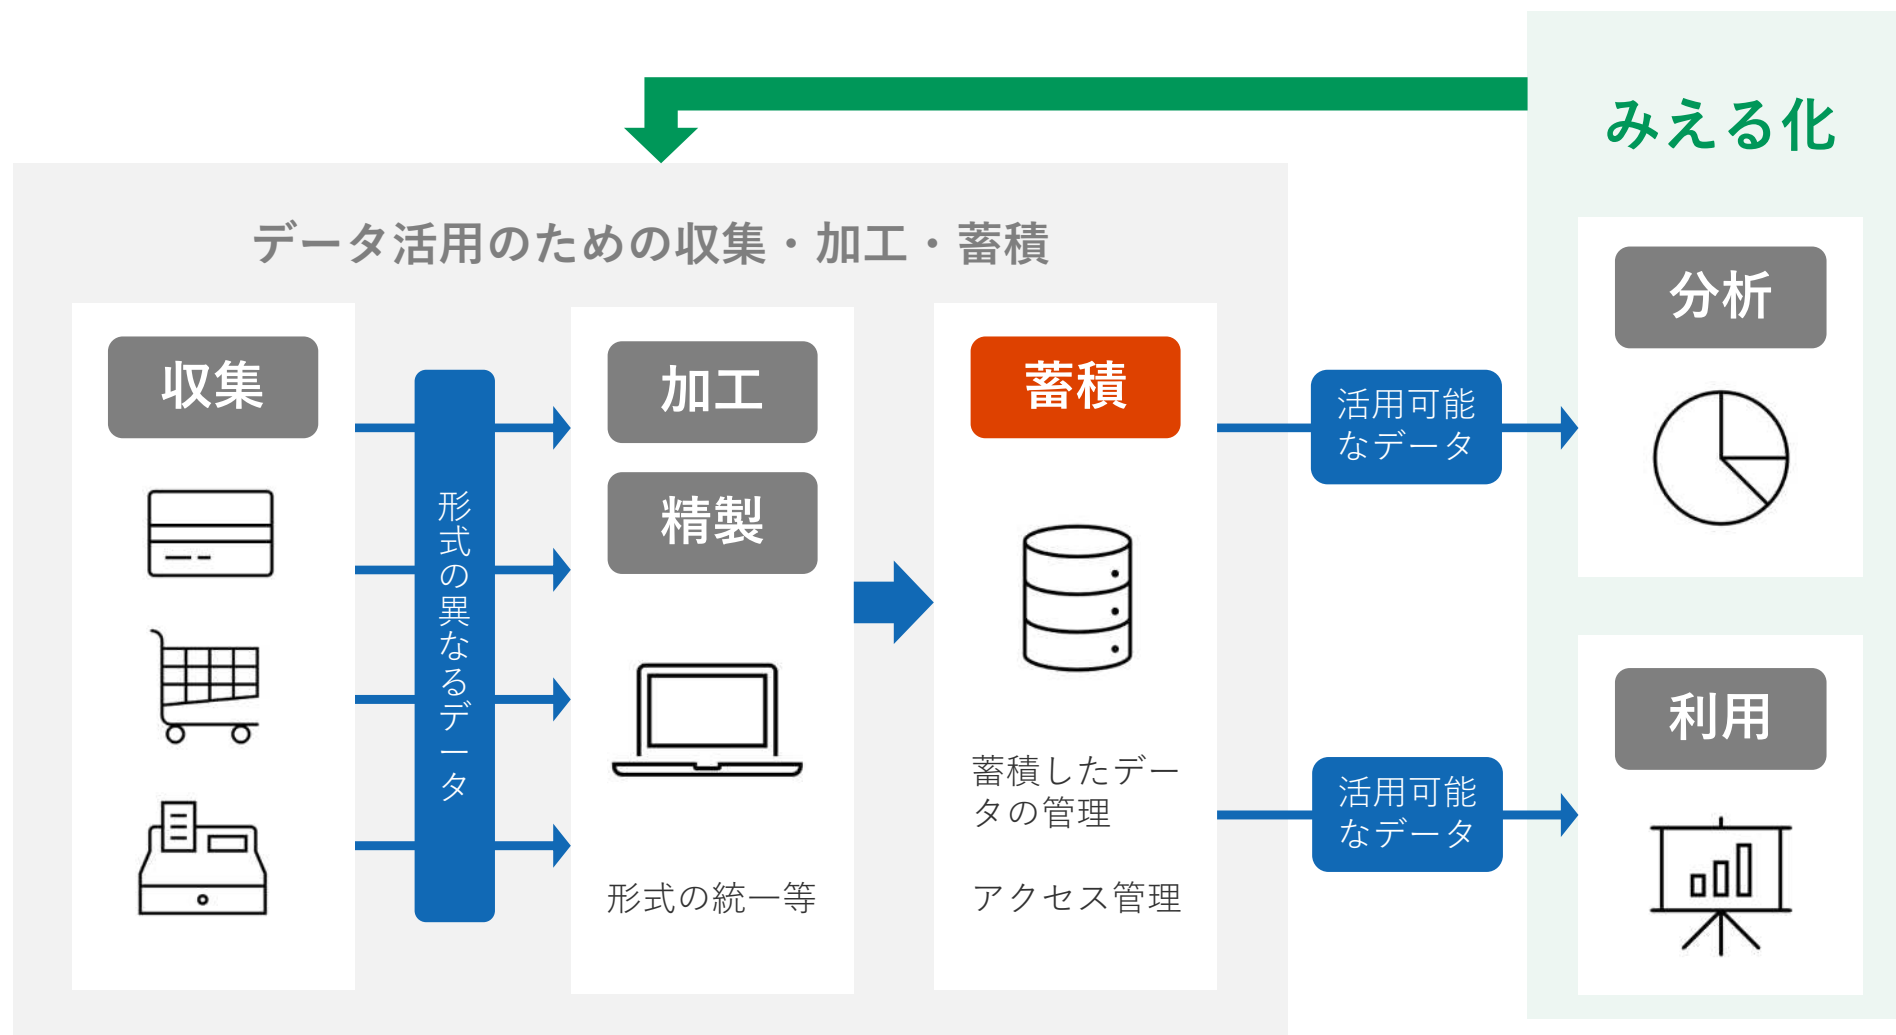 みえる化
データ活用のための収集・加工・蓄積
収集
形式の異なるデータ
加工
精製
形式の統一等
蓄積
蓄積したデー
タの管理
アクセス管理
活用可能
なデータ
活用可能
なデータ
分析
利用